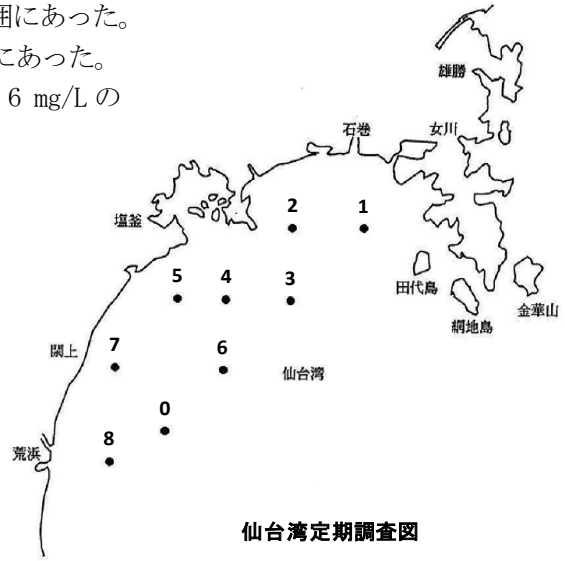 囲にあった。
にあった。
6 mg/L の
雄勝
石巻
女川
塩釜
2
1
田代島
金華山
網地島
5
4
3
閖上
7
6
仙台湾
0
荒浜
8
仙台湾定期調査図